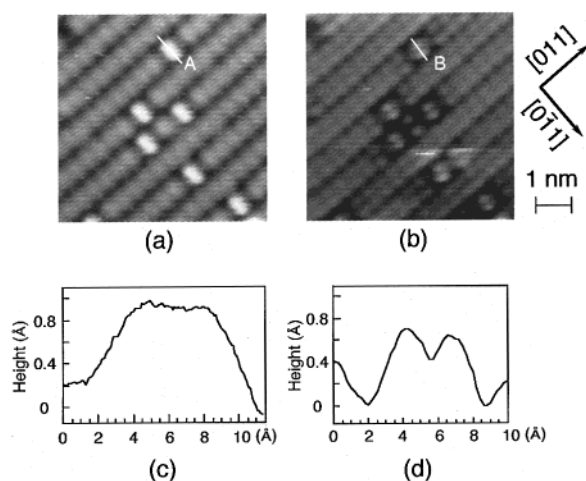 A
B
[011]
[01̄1]
1 nm
(a)
(b)
Height (Å)
0.8
0.4
0
0 2 4 6 8 10 (Å)
Height (Å)
0.8
0.4
0
0 2 4 6 8 10 (Å)
(c)
(d)